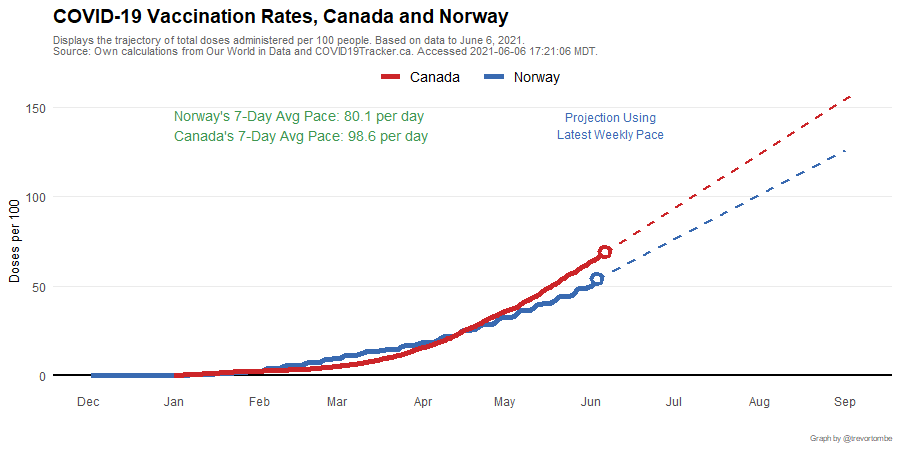 COVID-19 Vaccination Rates, Canada and Norway
Displays the trajectory of total doses administered per 100 people. Based on data to June 6, 2021.
Source: Own calculations from Our World in Data and COVID19Tracker.ca. Accessed 2021-06-06 17:21:06 MDT.
Canada Norway
Norway's 7-Day Avg Pace: 80.1 per day
Canada's 7-Day Avg Pace: 98.6 per day
Projection Using
Latest Weekly Pace
Doses per 100
150
100
50
0
Dec Jan Feb Mar Apr May Jun Jul Aug Sep
Graph by @trevortombe